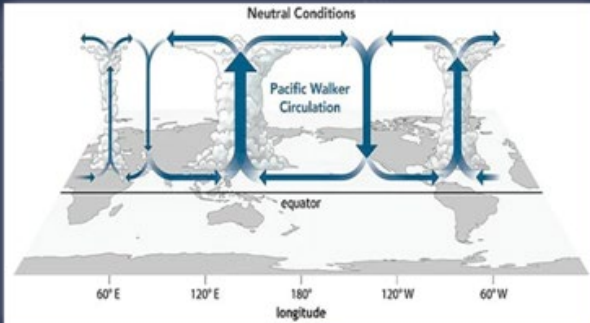 Neutral Conditions
Pacific Walker
Circulation
equator
60° E 120° E 180° 120° W 60° W
longitude